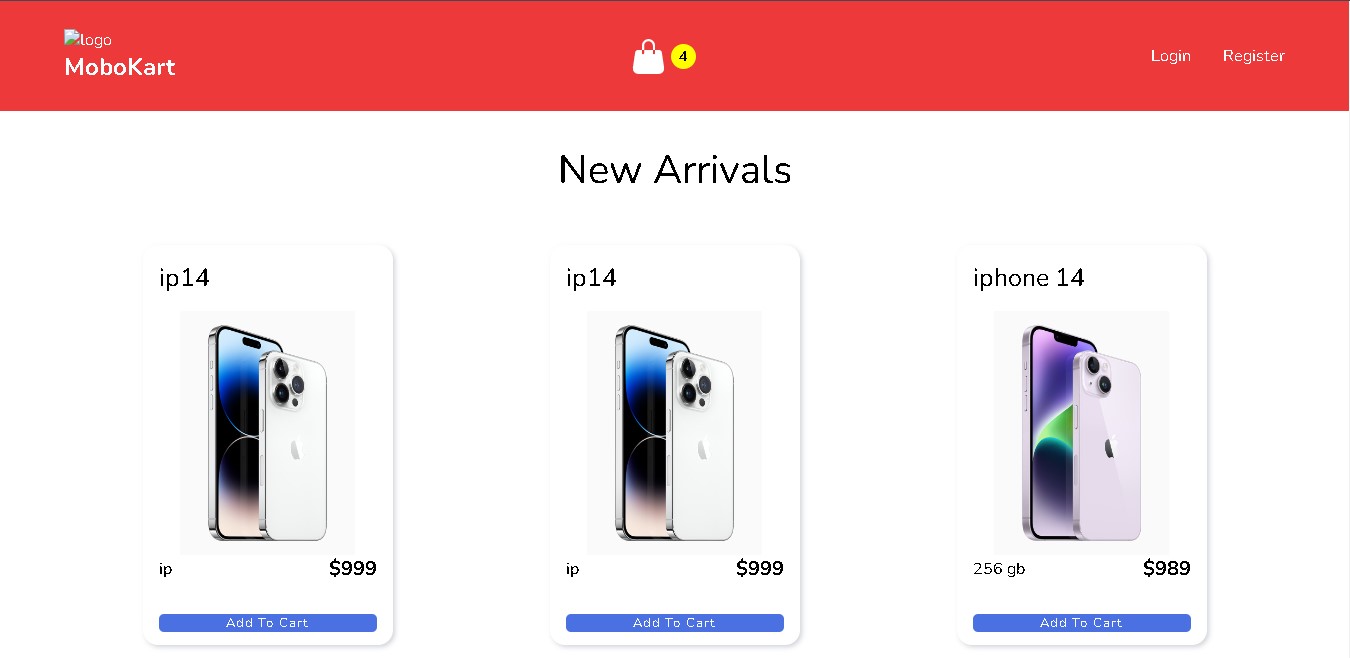 logo
MoboKart
4
Login Register
New Arrivals
ip14
ip $999
Add To Cart
ip14
ip $999
Add To Cart
iphone 14
256 gb $989
Add To Cart